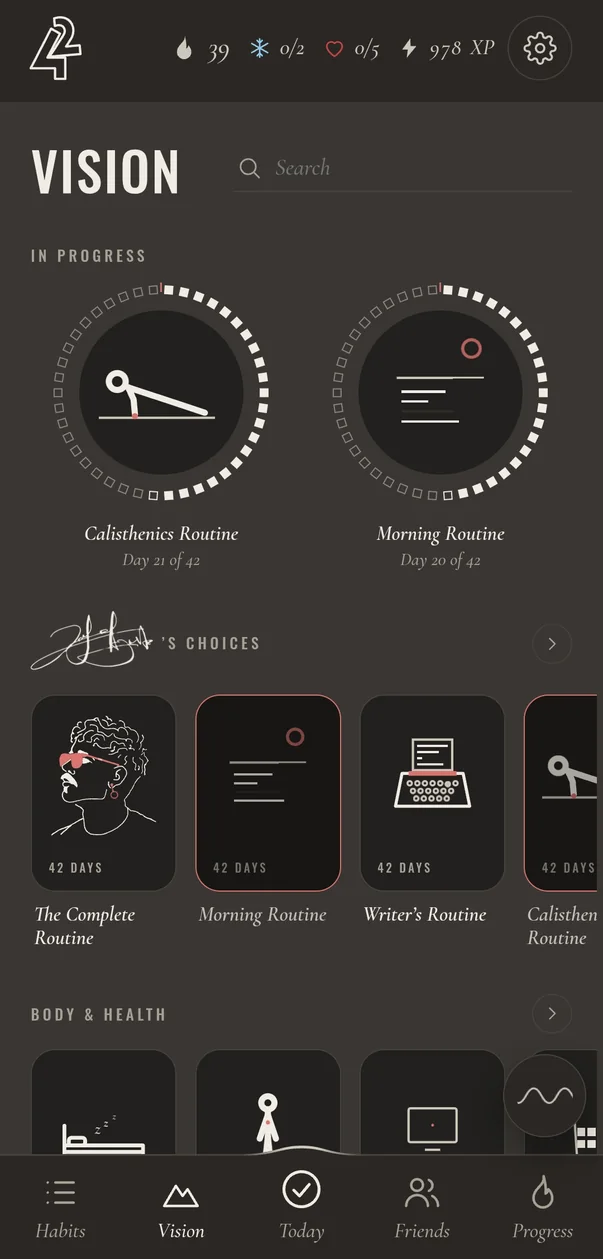 42
39 0/2 0/5 978 XP
VISION
Search
IN PROGRESS
Calisthenics Routine
Day 21 of 42
Morning Routine
Day 20 of 42
'S CHOICES
42 DAYS
The Complete
Routine
42 DAYS
Morning Routine
42 DAYS
Writer's Routine
42 DAYS
Calisthen
Routine
BODY & HEALTH
z z z
Habits
Vision
Today
Friends
Progress